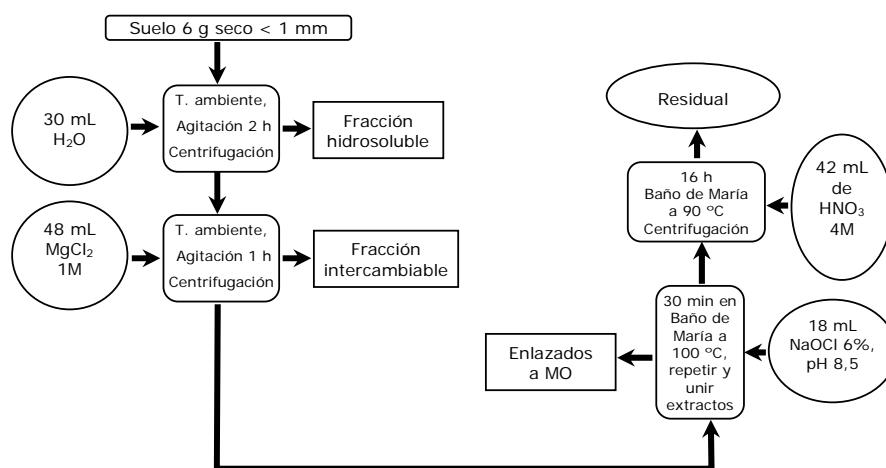 Suelo 6 g seco < 1 mm
30 mL
H₂O
T. ambiente,
Agitación 2 h
Centrifugación
Fracción
hidrosoluble
48 mL
MgCl₂
1M
T. ambiente,
Agitación 1 h
Centrifugación
Fracción
intercambiable
Residual
16 h
Baño de María
a 90 ºC
Centrifugación
42 mL
de
HNO₃
4M
Enlazados
a MO
30 min en
Baño de
María a
100 ºC,
repetir y
unir
extractos
18 mL
NaOCl 6%,
pH 8,5